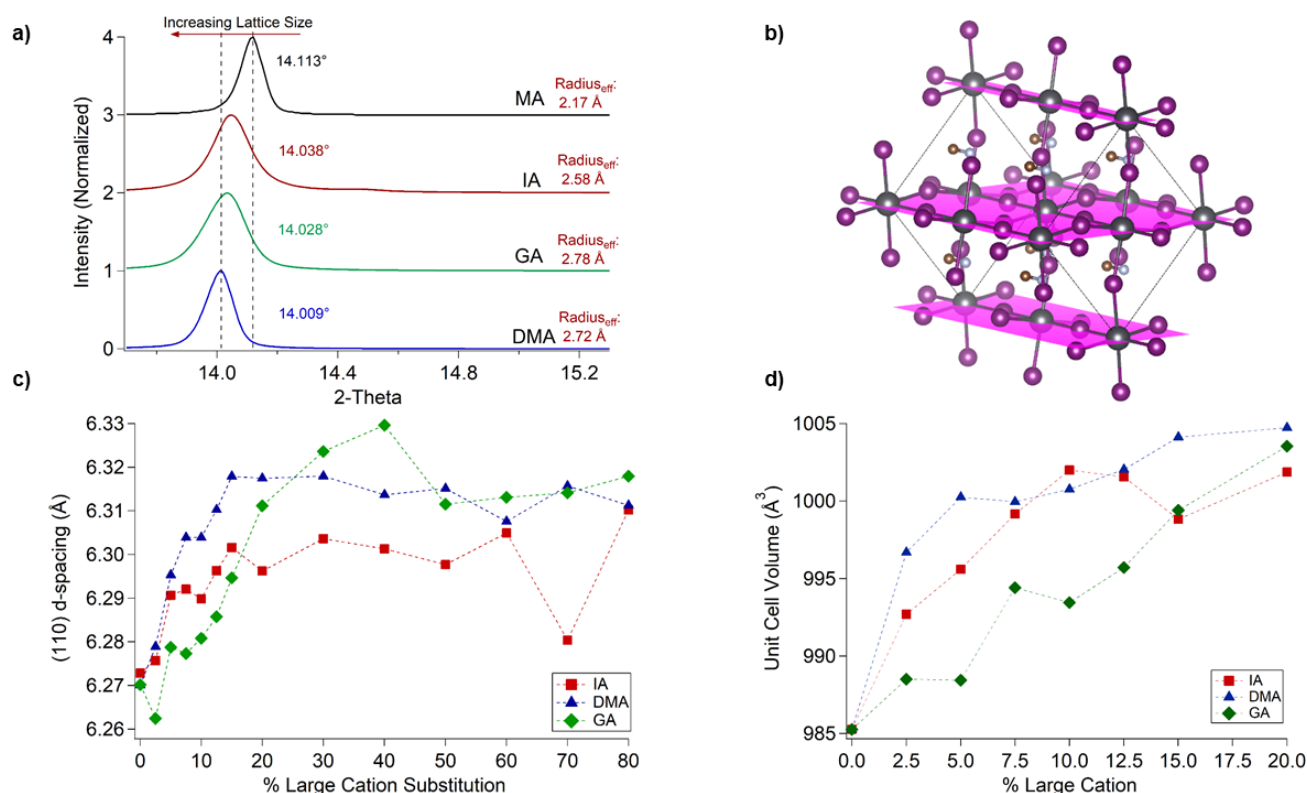 a)
Increasing Lattice Size
Intensity (Normalized)
4
3
2
1
0
14.113°
MA
Radius_eff:
2.17 Å
14.038°
IA
Radius_eff:
2.58 Å
14.028°
GA
Radius_eff:
2.78 Å
14.009°
DMA
Radius_eff:
2.72 Å
14.0 14.4 14.8 15.2
2-Theta
b)
c)
(110) d-spacing (Å)
6.33
6.32
6.31
6.30
6.29
6.28
6.27
6.26
IA
DMA
GA
0 10 20 30 40 50 60 70 80
% Large Cation Substitution
d)
Unit Cell Volume (Å³)
1005
1000
995
990
985
IA
DMA
GA
0.0 2.5 5.0 7.5 10.0 12.5 15.0 17.5 20.0
% Large Cation